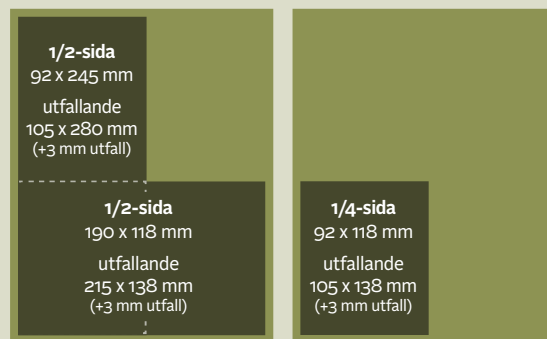 1/2-sida
92 x 245 mm
utfallande
105 x 280 mm
(+3 mm utfall)
1/2-sida
190 x 118 mm
utfallande
215 x 138 mm
(+3 mm utfall)
1/4-sida
92 x 118 mm
utfallande
105 x 138 mm
(+3 mm utfall)